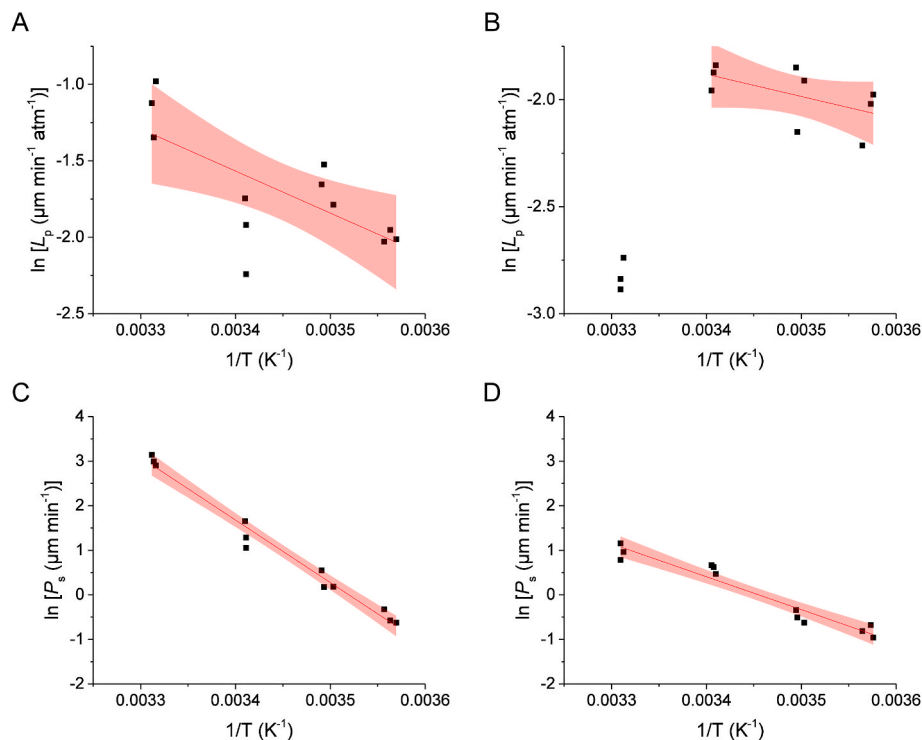 A
ln [Lp (µm min-1 atm-1)]
-1.0
-1.5
-2.0
-2.5
0.0033 0.0034 0.0035 0.0036
1/T (K-1)
B
ln [Lp (µm min-1 atm-1)]
-2.0
-2.5
-3.0
0.0033 0.0034 0.0035 0.0036
1/T (K-1)
C
ln [Ps (µm min-1)]
4
3
2
1
0
-1
-2
0.0033 0.0034 0.0035 0.0036
1/T (K-1)
D
ln [Ps (µm min-1)]
4
3
2
1
0
-1
2
0.0033 0.0034 0.0035 0.0036
1/T (K-1)